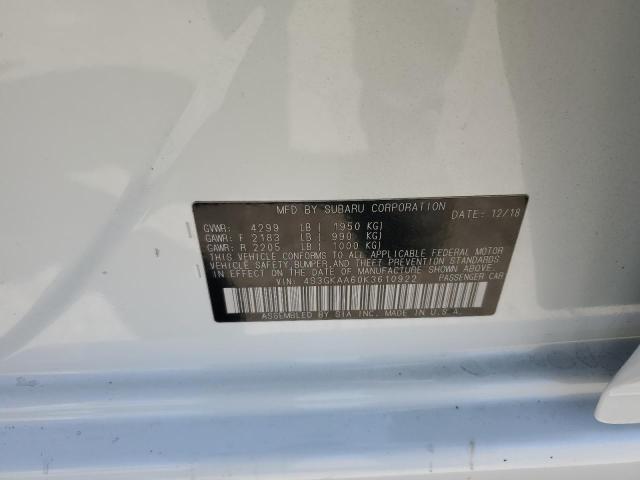 MFD BY SUBARU CORPORATION DATE: 12/18
GVWR: 4299 LB ( 1950 KG)
GAWR: F 2183 LB ( 990 KG)
GAWR: R 2205 LB ( 1000 KG)
THIS VEHICLE CONFORMS TO ALL APPLICABLE FEDERAL MOTOR
VEHICLE SAFETY, BUMPER, AND THEFT PREVENTION STANDARDS
IN EFFECT ON THE DATE OF MANUFACTURE SHOWN ABOVE.
VIN: 4S3GKAA60K3610922 PASSENGER CAR
ASSEMBLED BY SIA INC. MADE IN U.S.A.